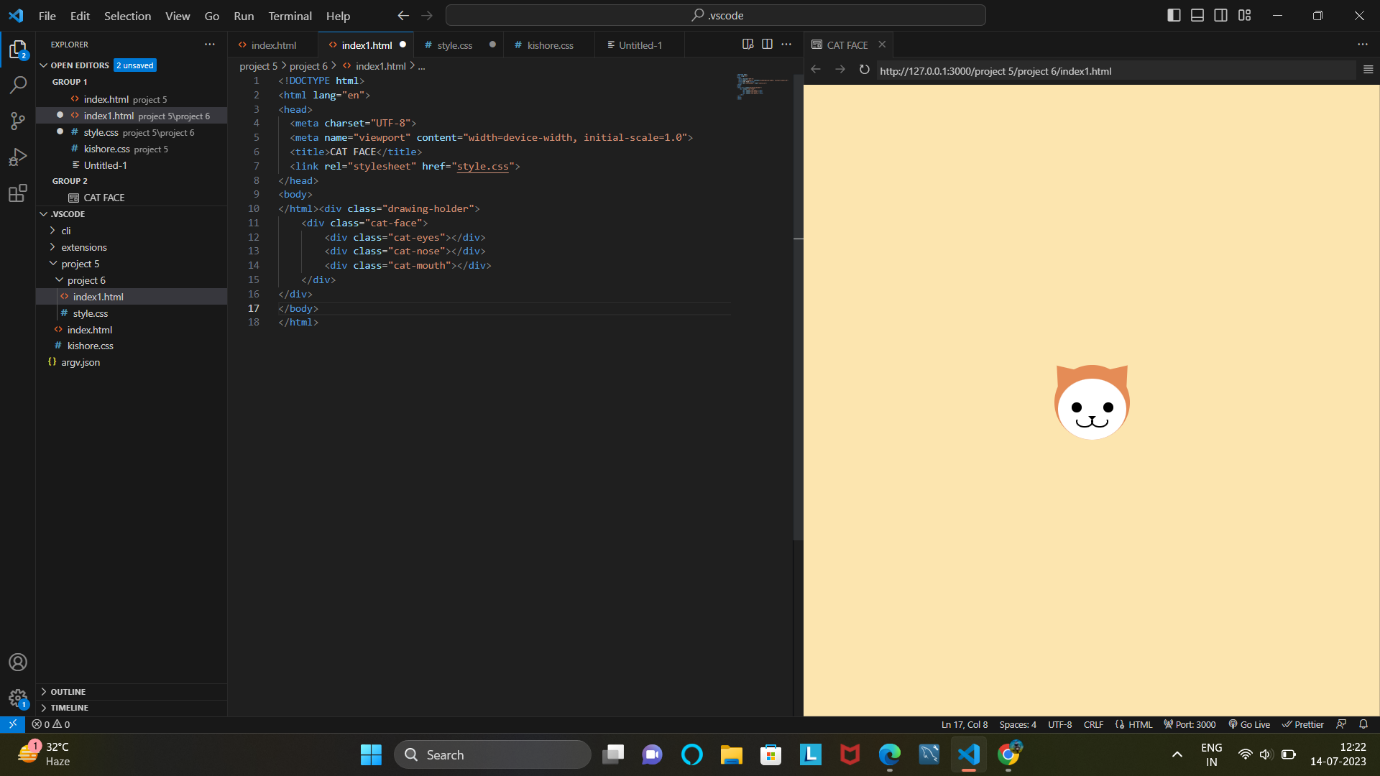 File Edit Selection View Go Run Terminal Help
.vscode
EXPLORER
OPEN EDITORS 2 unsaved
GROUP 1
index.html project 5
index1.html project 5\project 6
style.css project 5\project 6
kishore.css project 5
Untitled-1
GROUP 2
CAT FACE
.VSCODE
cli
extensions
project 5
project 6
index1.html
style.css
index.html
kishore.css
argv.json
OUTLINE
TIMELINE
index.html index1.html style.css kishore.css Untitled-1
project 5 > project 6 > index1.html > ...
1 <!DOCTYPE html>
2 <html lang="en">
3 <head>
4 <meta charset="UTF-8">
5 <meta name="viewport" content="width=device-width, initial-scale=1.0">
6 <title>CAT FACE</title>
7 <link rel="stylesheet" href="style.css">
8 </head>
9 <body>
10 </html><div class="drawing-holder">
11 <div class="cat-face">
12 <div class="cat-eyes"></div>
13 <div class="cat-nose"></div>
14 <div class="cat-mouth"></div>
15 </div>
16 </div>
17 </body>
18 </html>
CAT FACE
http://127.0.0.1:3000/project 5/project 6/index1.html
0 0
Ln 17, Col 8 Spaces: 4 UTF-8 CRLF HTML Port: 3000 Go Live Prettier
32°C
Haze
Search
ENG
IN
12:22
14-07-2023